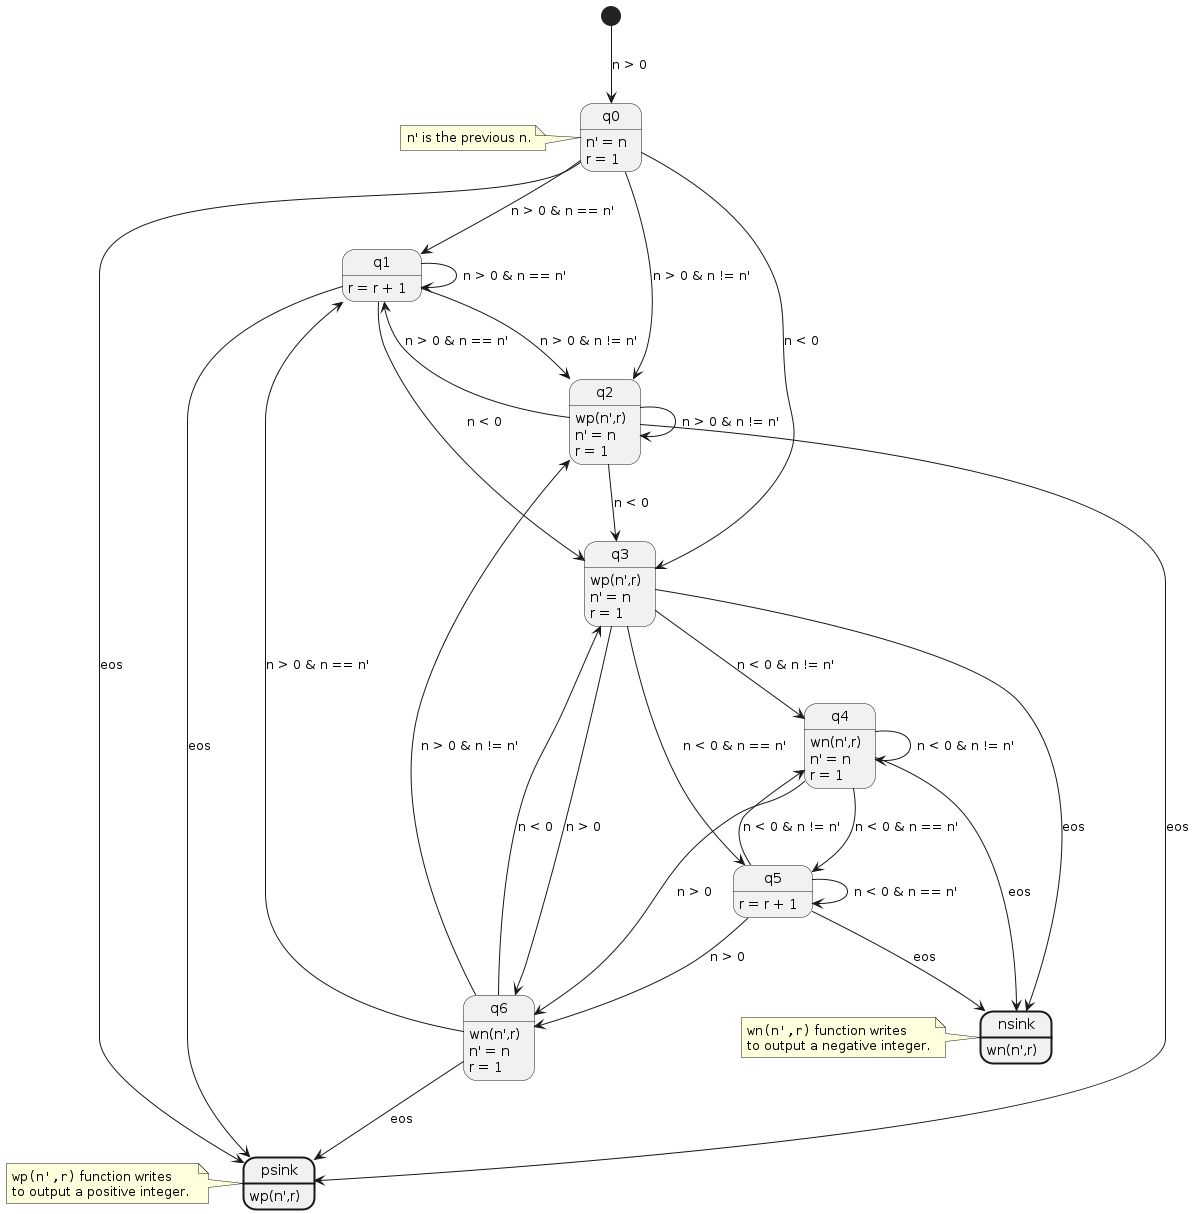 n > 0
q0
n' = n
r = 1
n' is the previous n.
n > 0 & n == n'
q1
r = r + 1
n > 0 & n == n'
n > 0 & n != n'
n > 0 & n == n'
n > 0 & n != n'
n < 0
q2
wp(n',r)
n' = n
r = 1
n > 0 & n != n'
n < 0
n < 0
q3
wp(n',r)
n' = n
r = 1
eos
n > 0 & n == n'
n < 0 & n != n'
q4
wn(n',r)
n' = n
r = 1
eos
n > 0 & n != n'
n < 0 & n == n'
n < 0 & n != n'
n < 0
n > 0
n < 0 & n != n'
n < 0 & n == n'
eos
eos
q5
r = r + 1
n > 0
n < 0 & n == n'
eos
n > 0
eos
q6
wn(n',r)
n' = n
r = 1
nsink
wn(n',r)
wn(n',r) function writes
to output a negative integer.
eos
psink
wp(n',r)
wp(n',r) function writes
to output a positive integer.